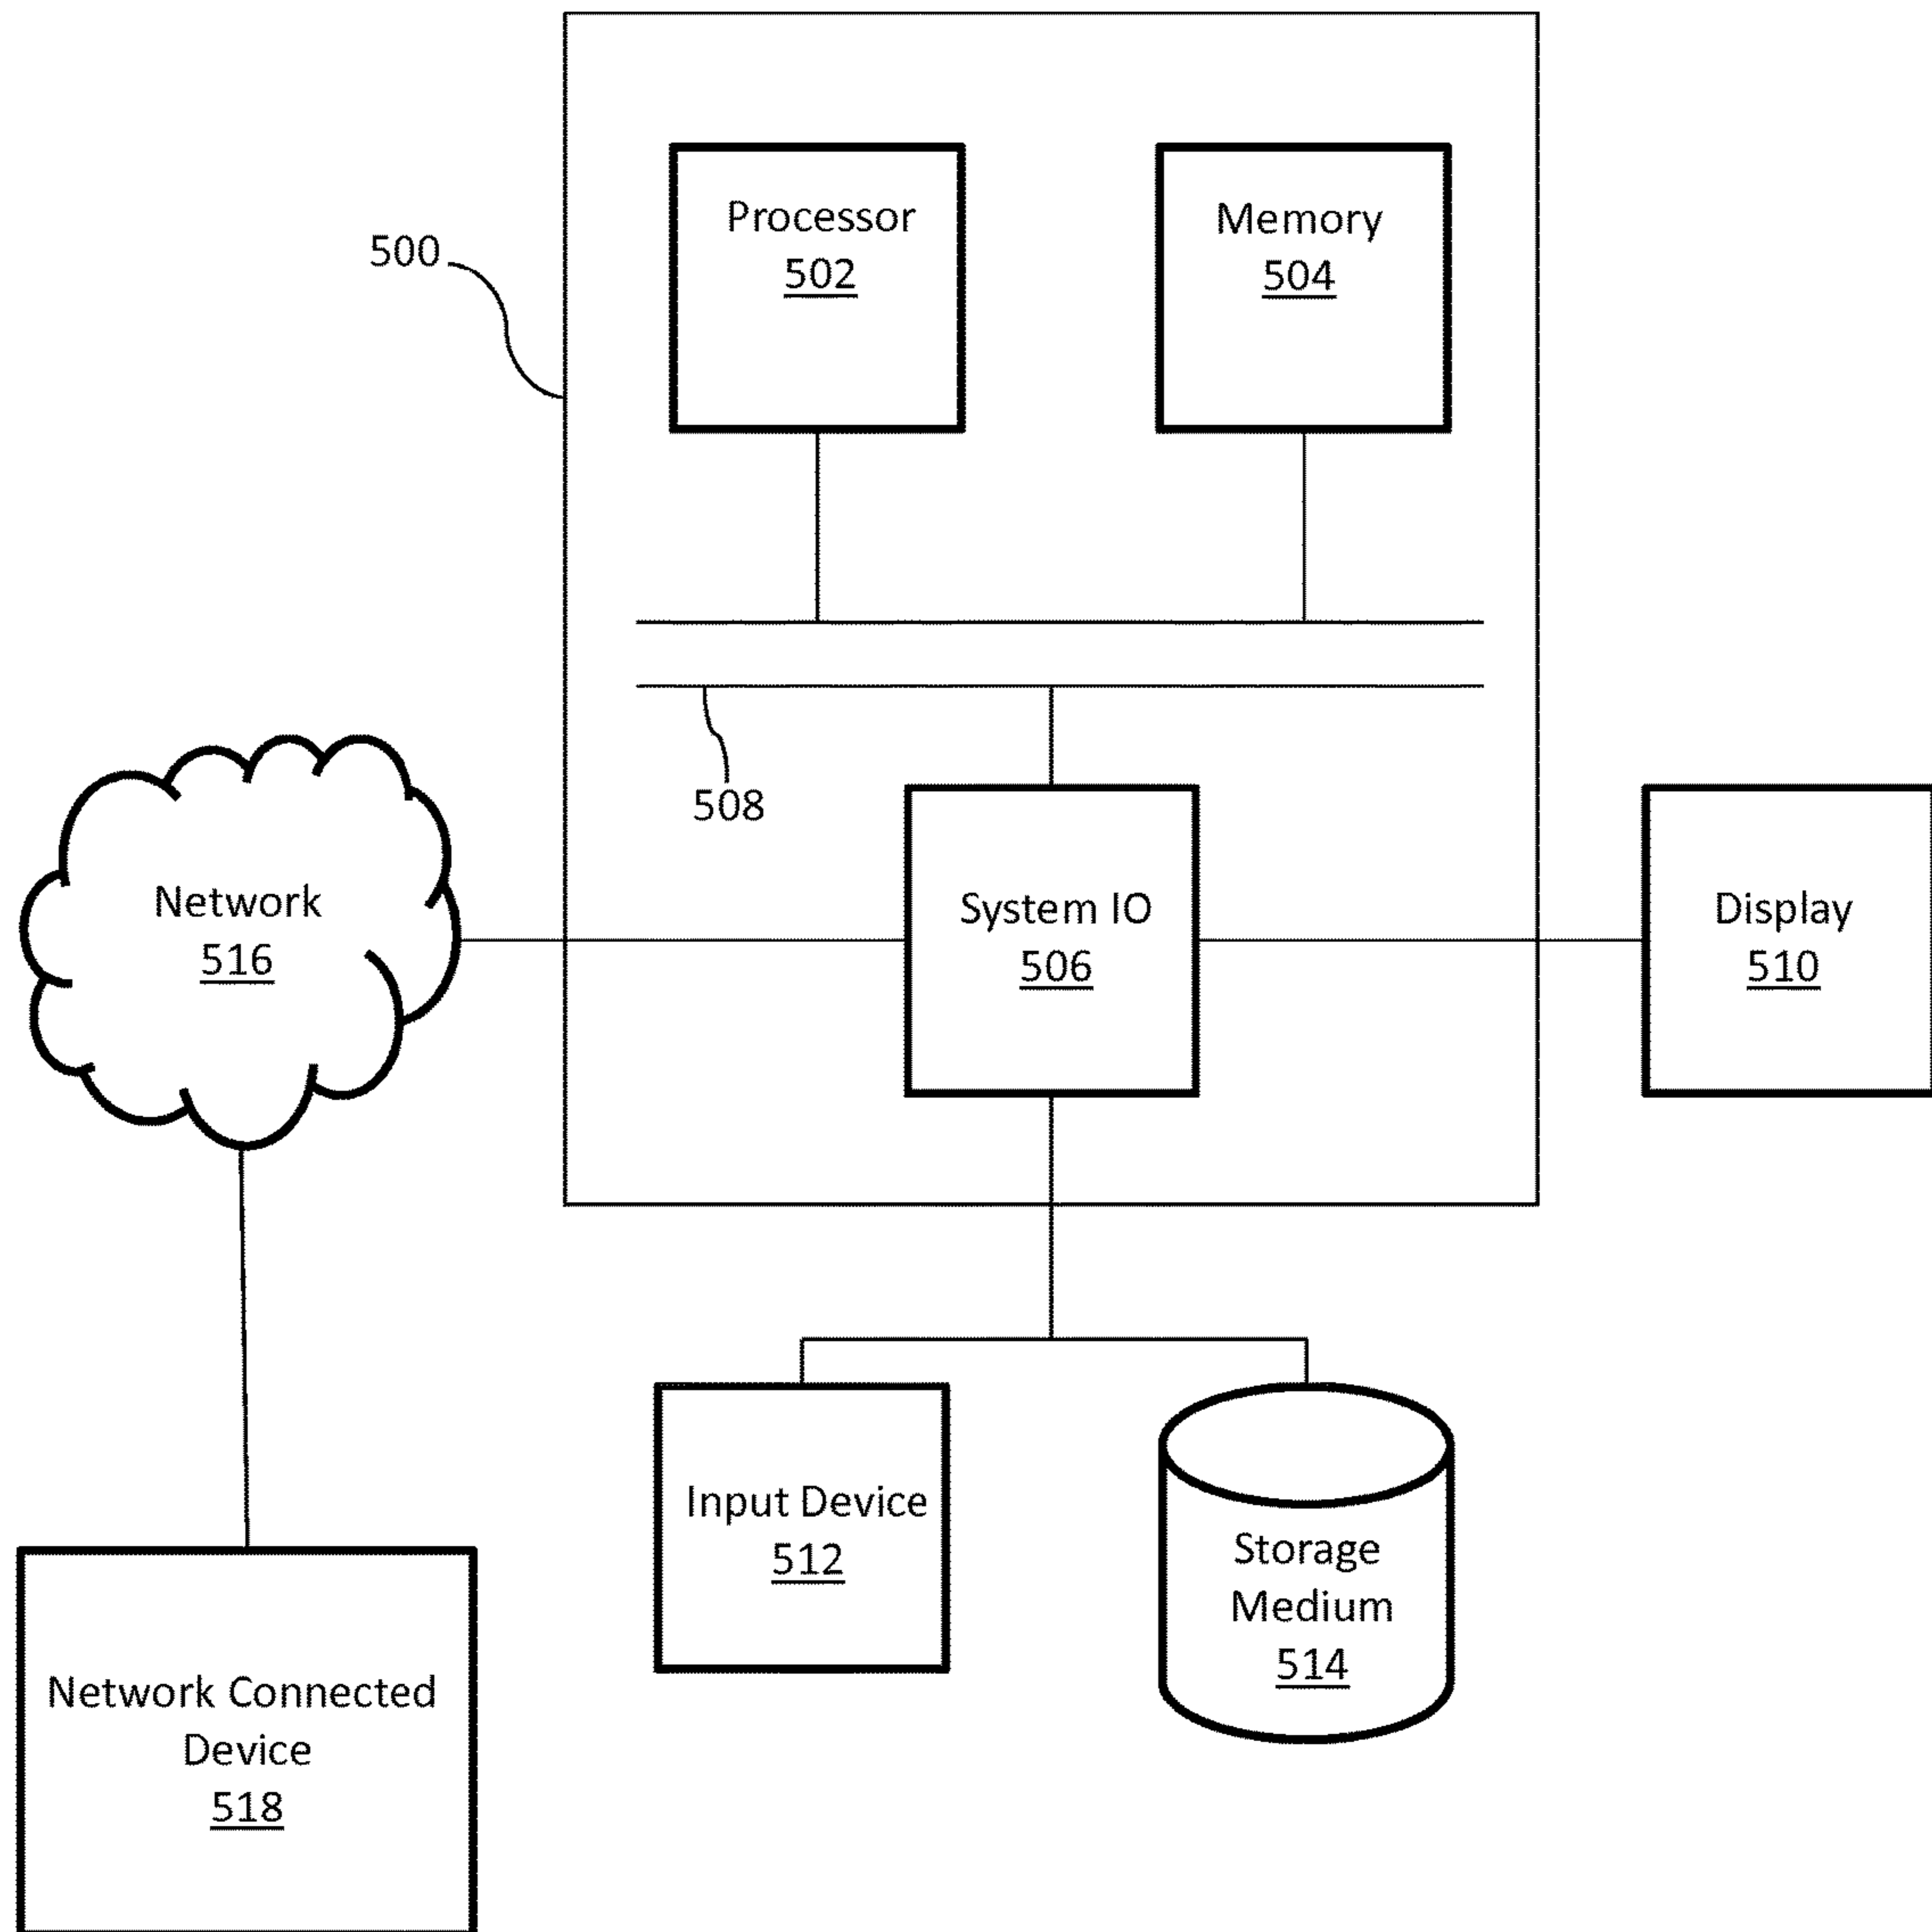 500
Processor
502
Memory
504
508
Network
516
System IO
506
Display
510
Input Device
512
Storage
Medium
514
Network Connected
Device
518